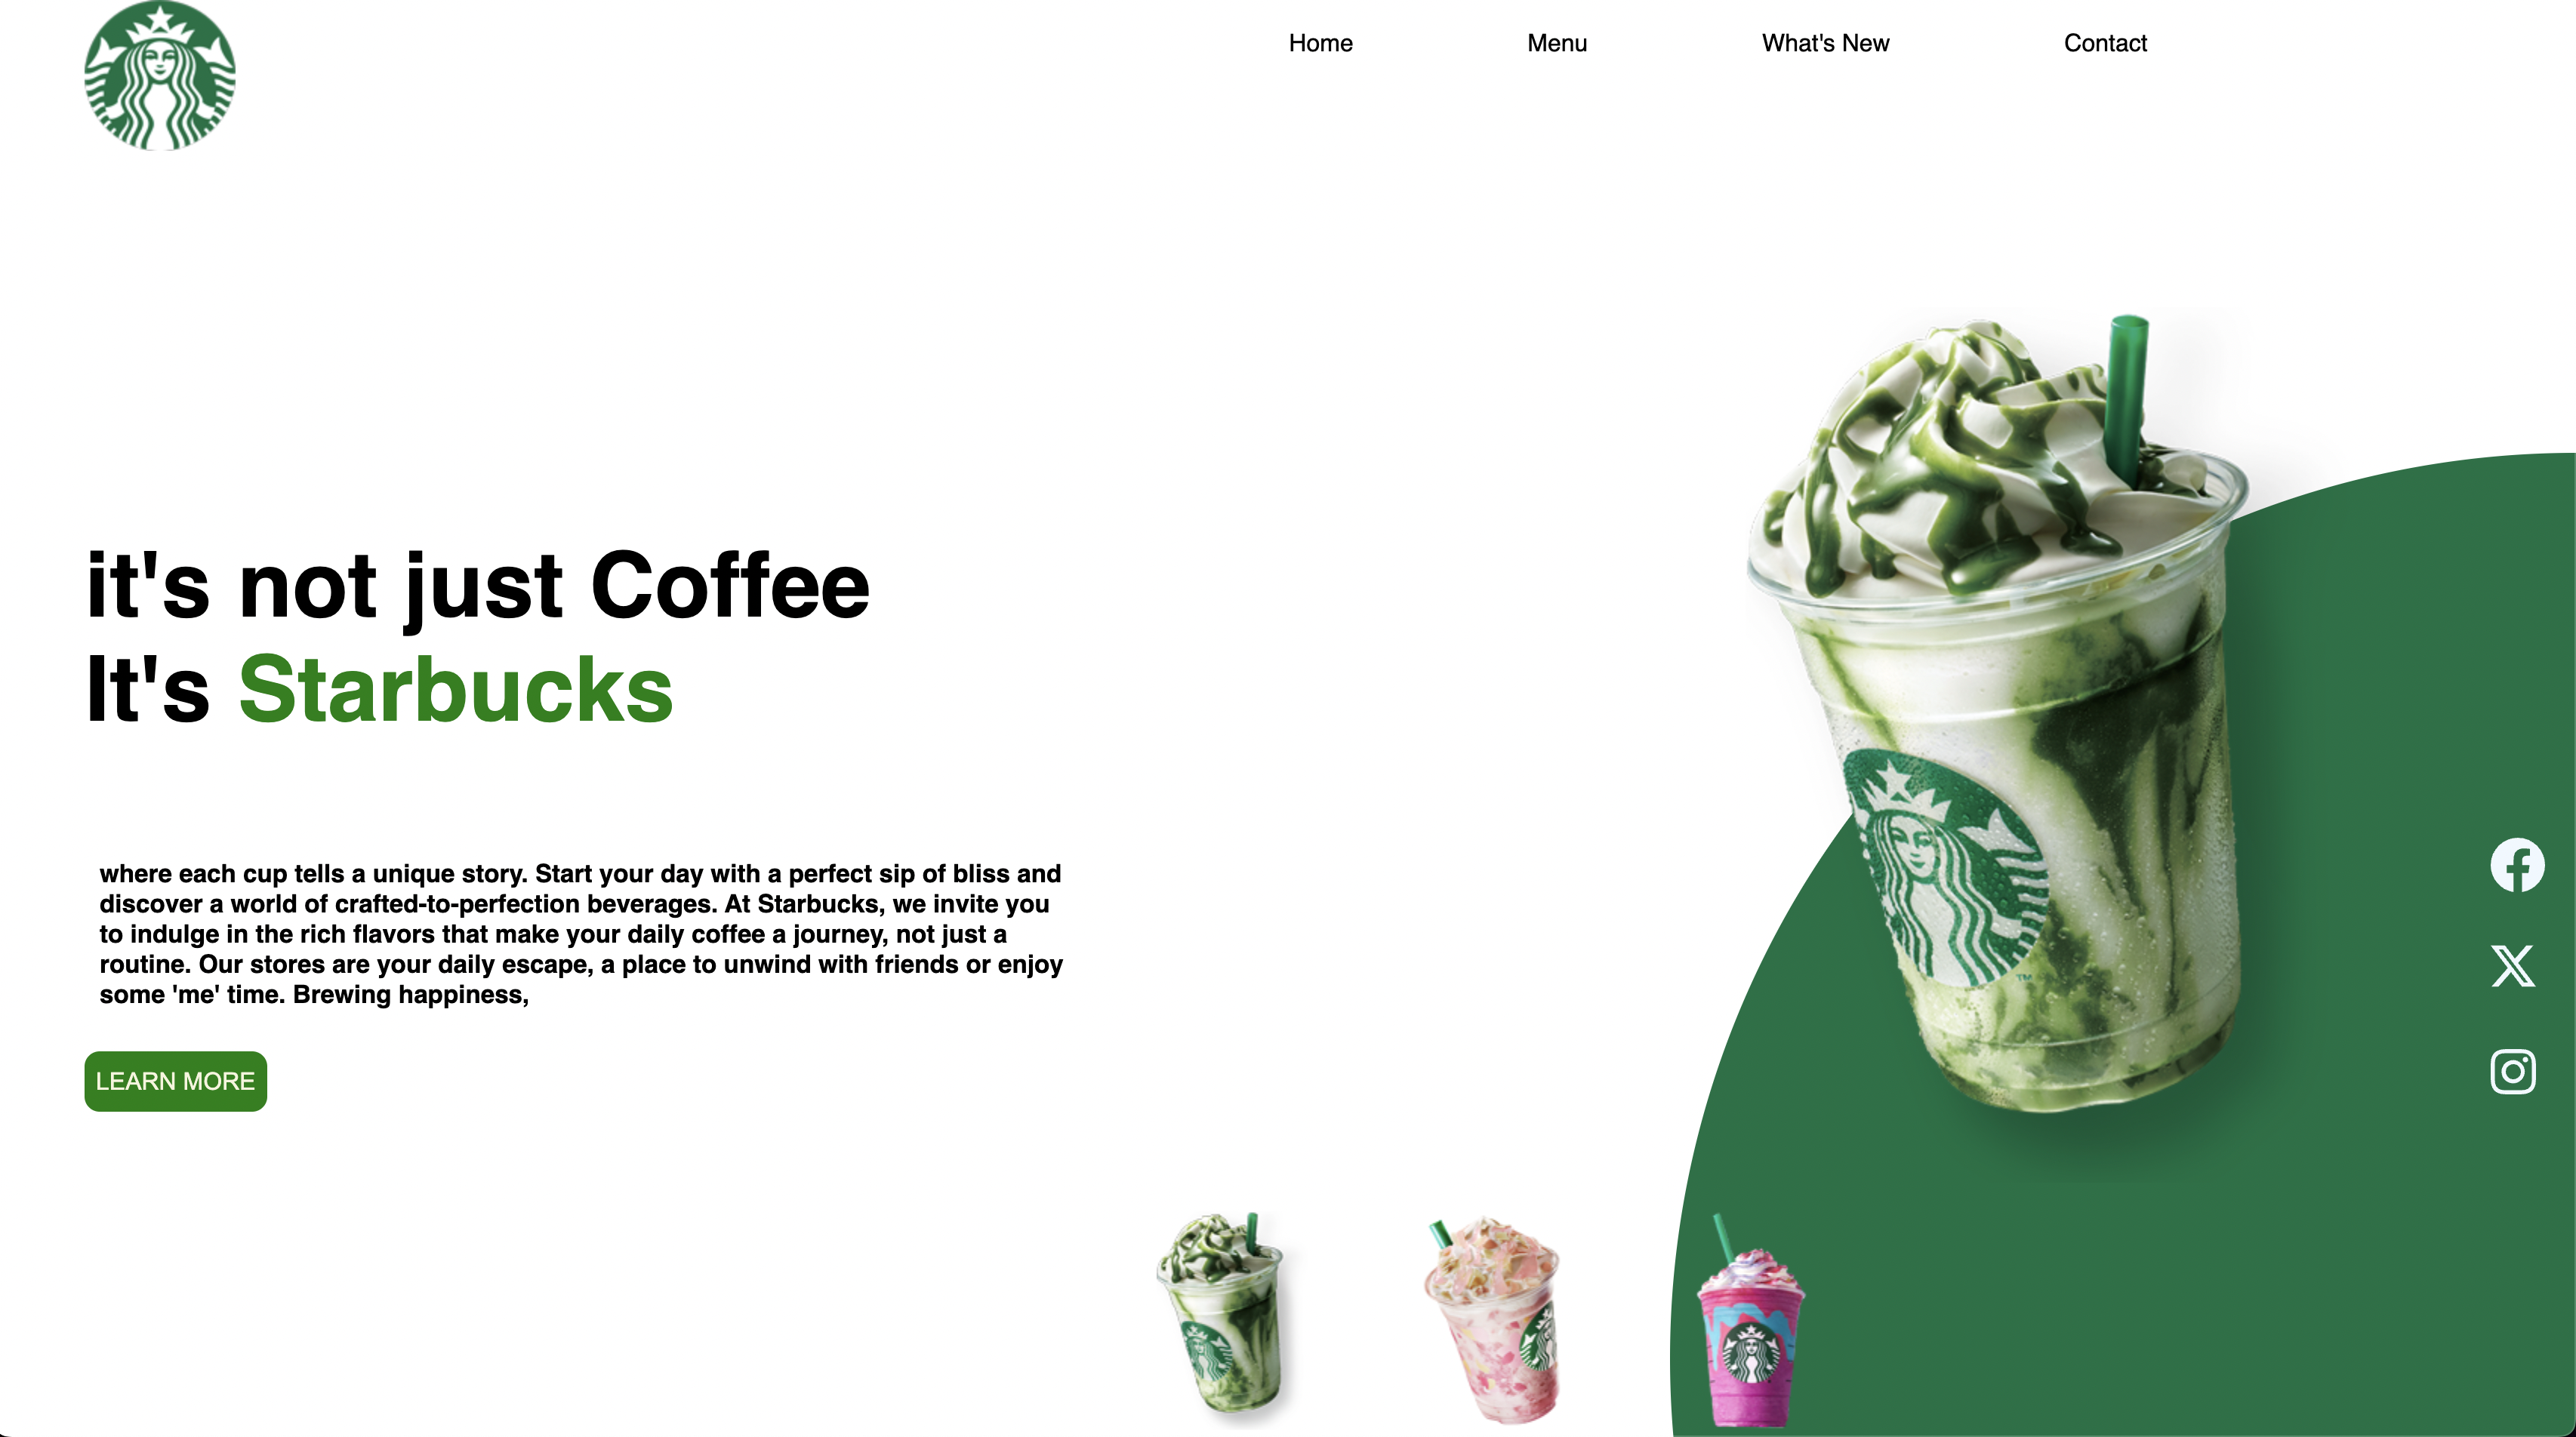 Home
Menu
What's New
Contact
it's not just Coffee
It's Starbucks
where each cup tells a unique story. Start your day with a perfect sip of bliss and
discover a world of crafted-to-perfection beverages. At Starbucks, we invite you
to indulge in the rich flavors that make your daily coffee a journey, not just a
routine. Our stores are your daily escape, a place to unwind with friends or enjoy
some 'me' time. Brewing happiness,
LEARN MORE
TM